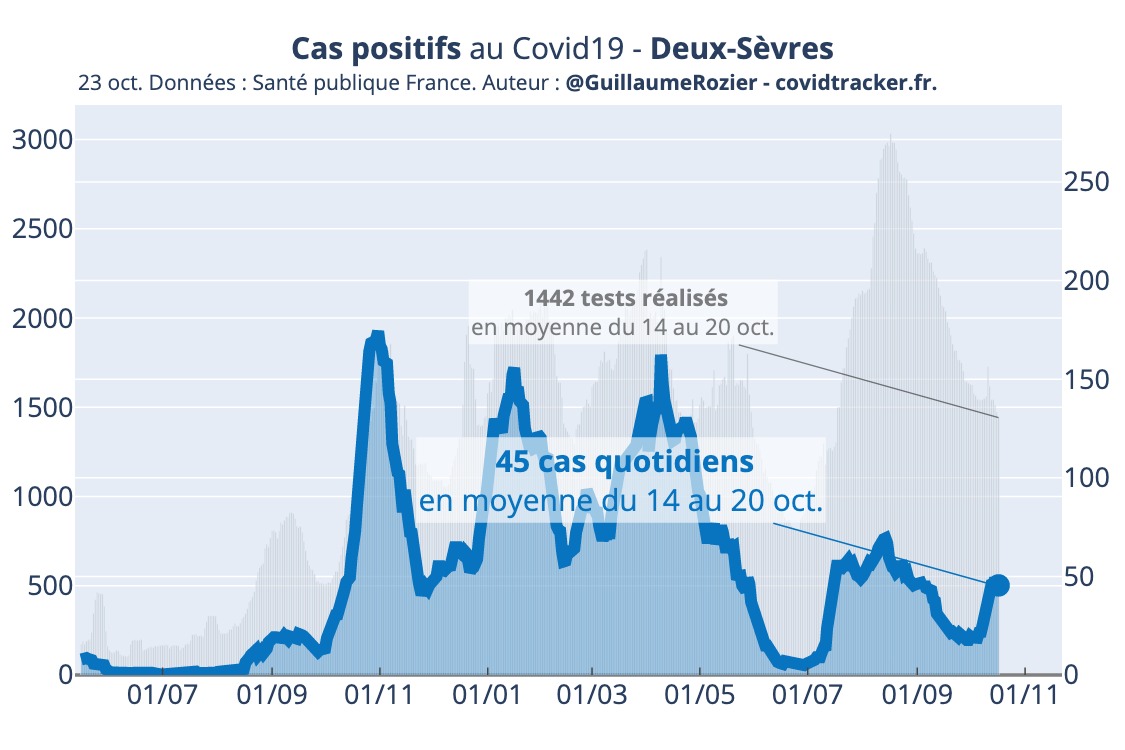 Cas positifs au Covid19 - Deux-Sèvres
23 oct. Données : Santé publique France. Auteur : @GuillaumeRozier - covidtracker.fr.
3000
2500
2000
1500
1000
500
0
250
200
150
100
50
0
1442 tests réalisés
en moyenne du 14 au 20 oct.
45 cas quotidiens
en moyenne du 14 au 20 oct.
01/07 01/09 01/11 01/01 01/03 01/05 01/07 01/09 01/11